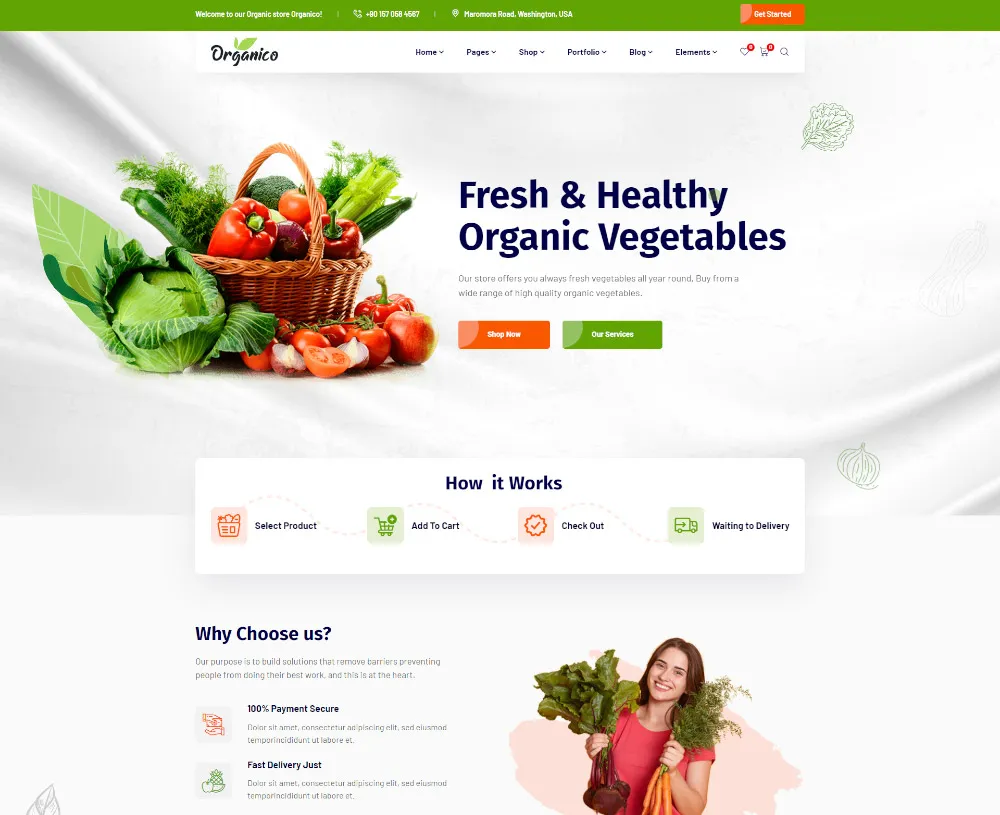 Welcome to our Organic store Organico!
+90 157 058 4567
Maromora Road, Washington, USA
Get Started
Organico
Home
Pages
Shop
Portfolio
Blog
Elements
0
0
Fresh & Healthy
Organic Vegetables
Our store offers you always fresh vegetables all year round. Buy from a
wide range of high quality organic vegetables.
Shop Now
Our Services
How it Works
Select Product
Add To Cart
Check Out
Waiting to Delivery
Why Choose us?
Our purpose is to build solutions that remove barriers preventing
people from doing their best work, and this is at the heart.
100% Payment Secure
Dolor sit amet, consectetur adipiscing elit, sed eiusmod
temporincididunt ut labore et.
Fast Delivery Just
Dolor sit amet, consectetur adipiscing elit, sed eiusmod
temporincididunt ut labore et.